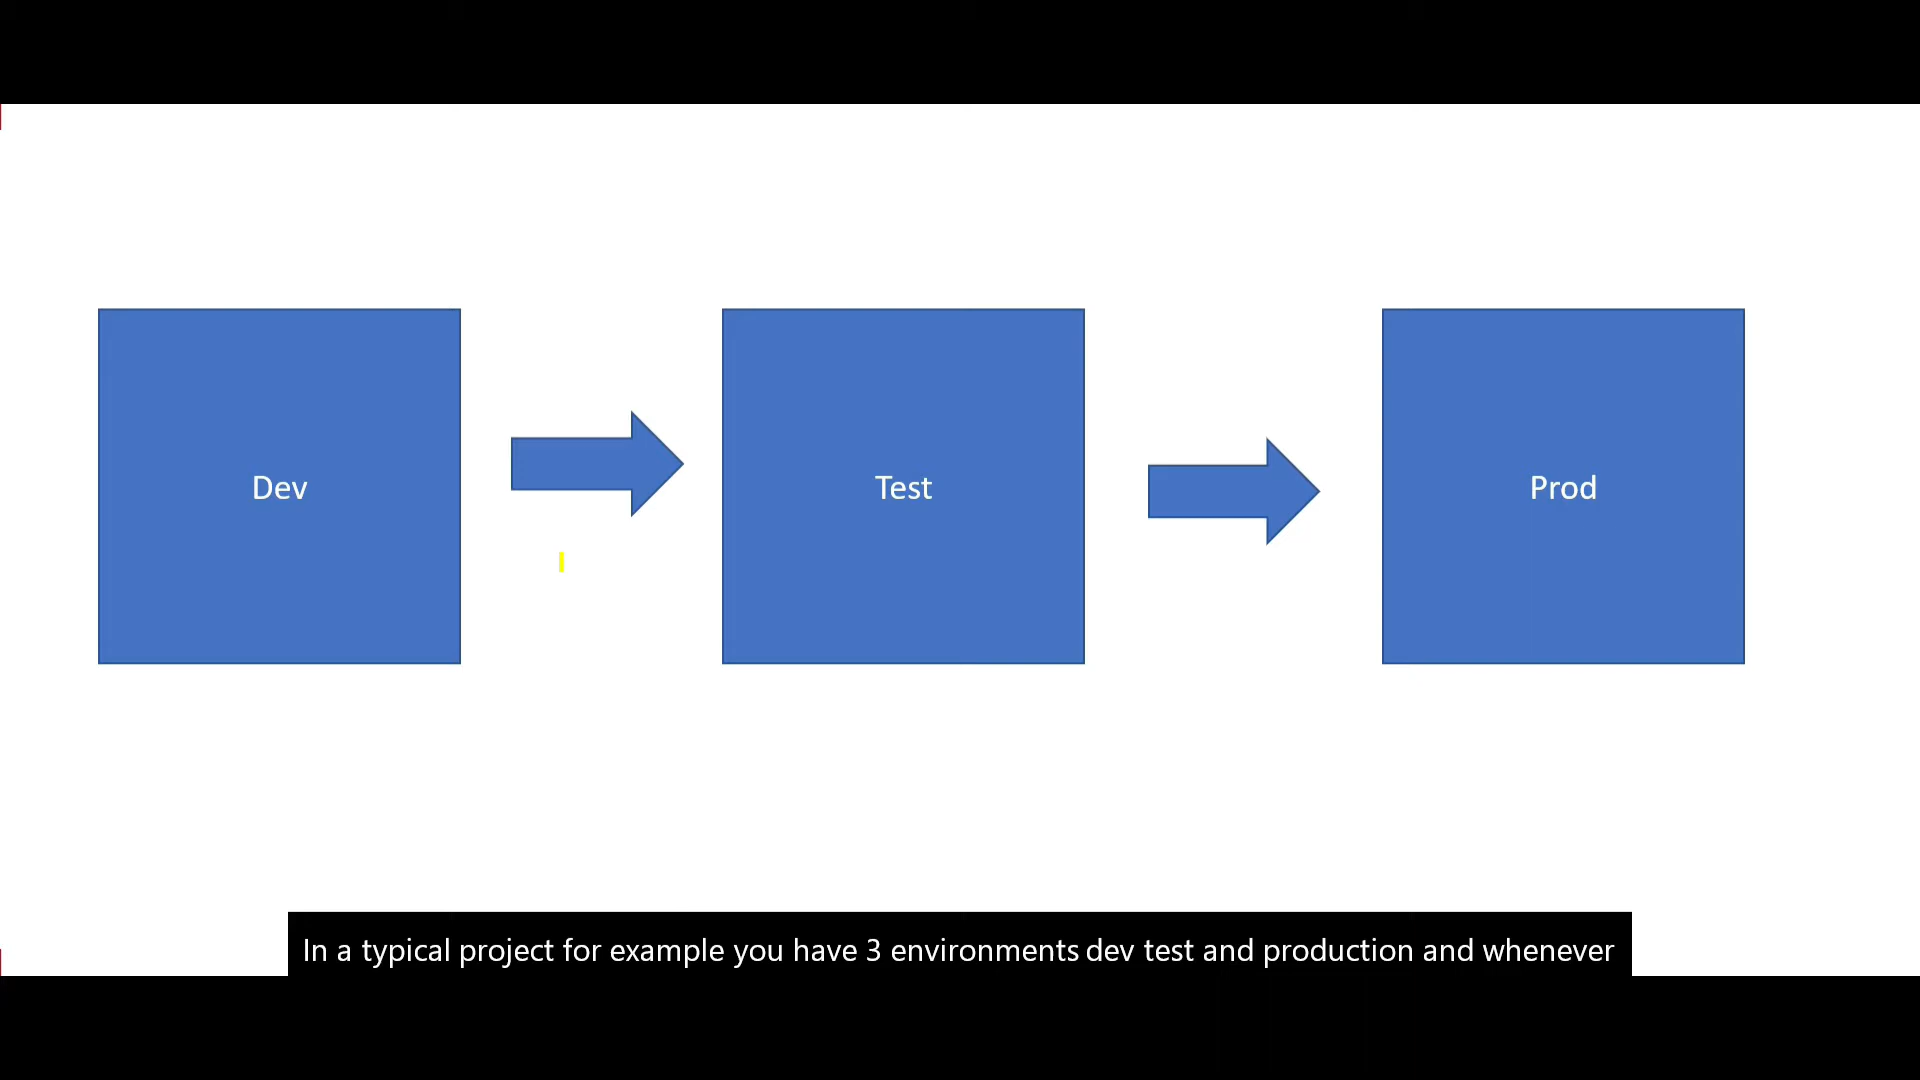 Dev
Test
Prod
In a typical project for example you have 3 environments dev test and production and whenever